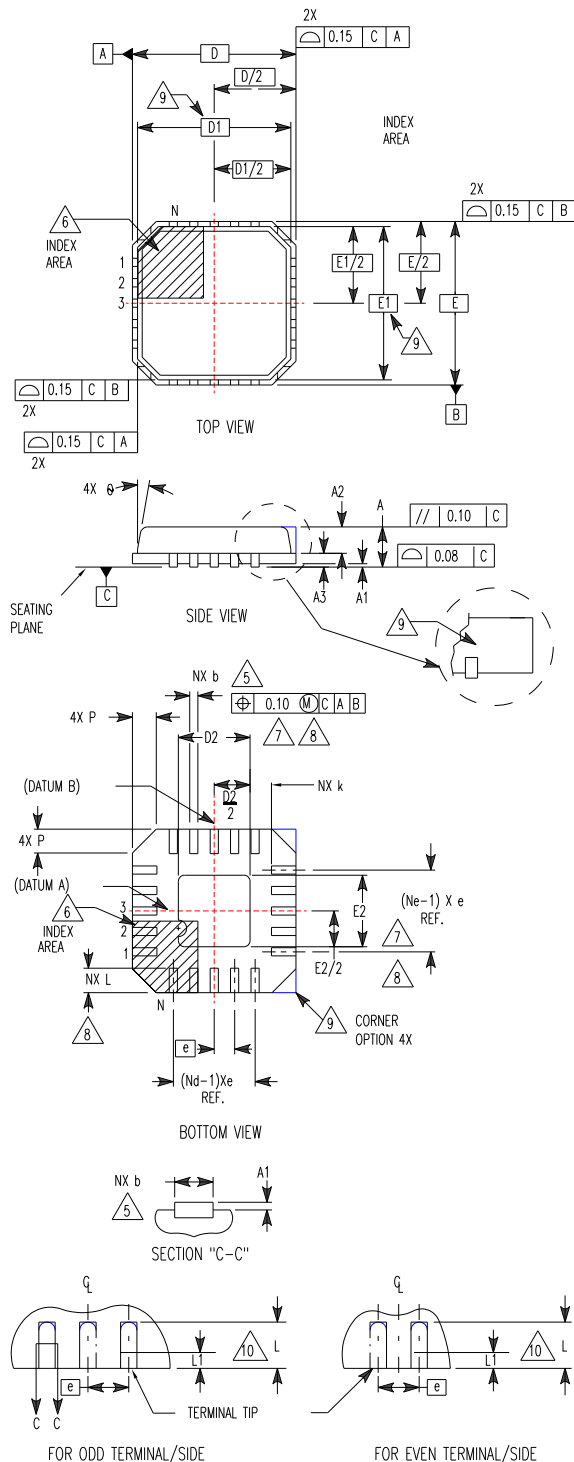 2X
0.15 C A
A
D
D/2
9
D1
INDEX
AREA
D1/2
2X
0.15 C B
N
6
INDEX
AREA
1
2
3
E1/2
E/2
E1
E
9
0.15 C B
2X
B
0.15 C A
2X
TOP VIEW
4X θ
A2
A
// 0.10 C
0.08 C
A3
A1
C
SEATING
PLANE
SIDE VIEW
9
NX b
5
0.10 M C A B
4X P
7
8
D2
(DATUM B)
D2
2
NX k
4X P
(DATUM A)
6
INDEX
AREA
3
2
1
E2
E2/2
(Ne-1) X e
REF.
7
8
NX L
8
N
9
CORNER
OPTION 4X
e
(Nd-1)Xe
REF.
BOTTOM VIEW
NX b
A1
5
SECTION "C-C"
CL
CL
L1
10
L
L1
10
L
e
e
C C
TERMINAL TIP
FOR ODD TERMINAL/SIDE
FOR EVEN TERMINAL/SIDE